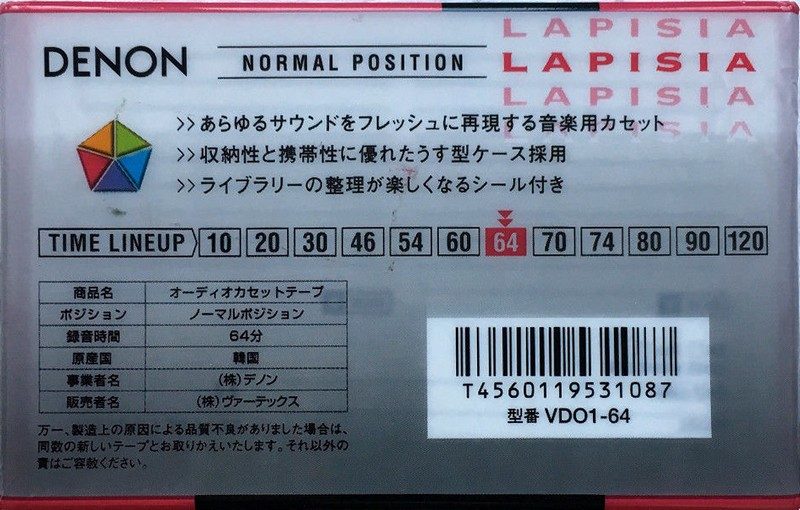 LAPISIA
DENON NORMAL POSITION LAPISIA
LAPISIA
LAPISIA
>>あらゆるサウンドをフレッシュに再現する音楽用カセット
>>収納性と携帯性に優れたうす型ケース採用
>>ライブラリーの整理が楽しくなるシール付き
TIME LINEUP 10 20 30 46 54 60 64 70 74 80 90 120
商品名 オーディオカセットテープ
ポジション ノーマルポジション
録音時間 64分
原産国 韓国
事業者名 (株)デノン
販売者名 (株)ヴァーテックス
万一、製造上の原因による品質不良がありました場合は、
同数の新しいテープとお取りかえいたします。それ以外の
責はご容赦ください。
T4560119531087
型番 VDO1-64